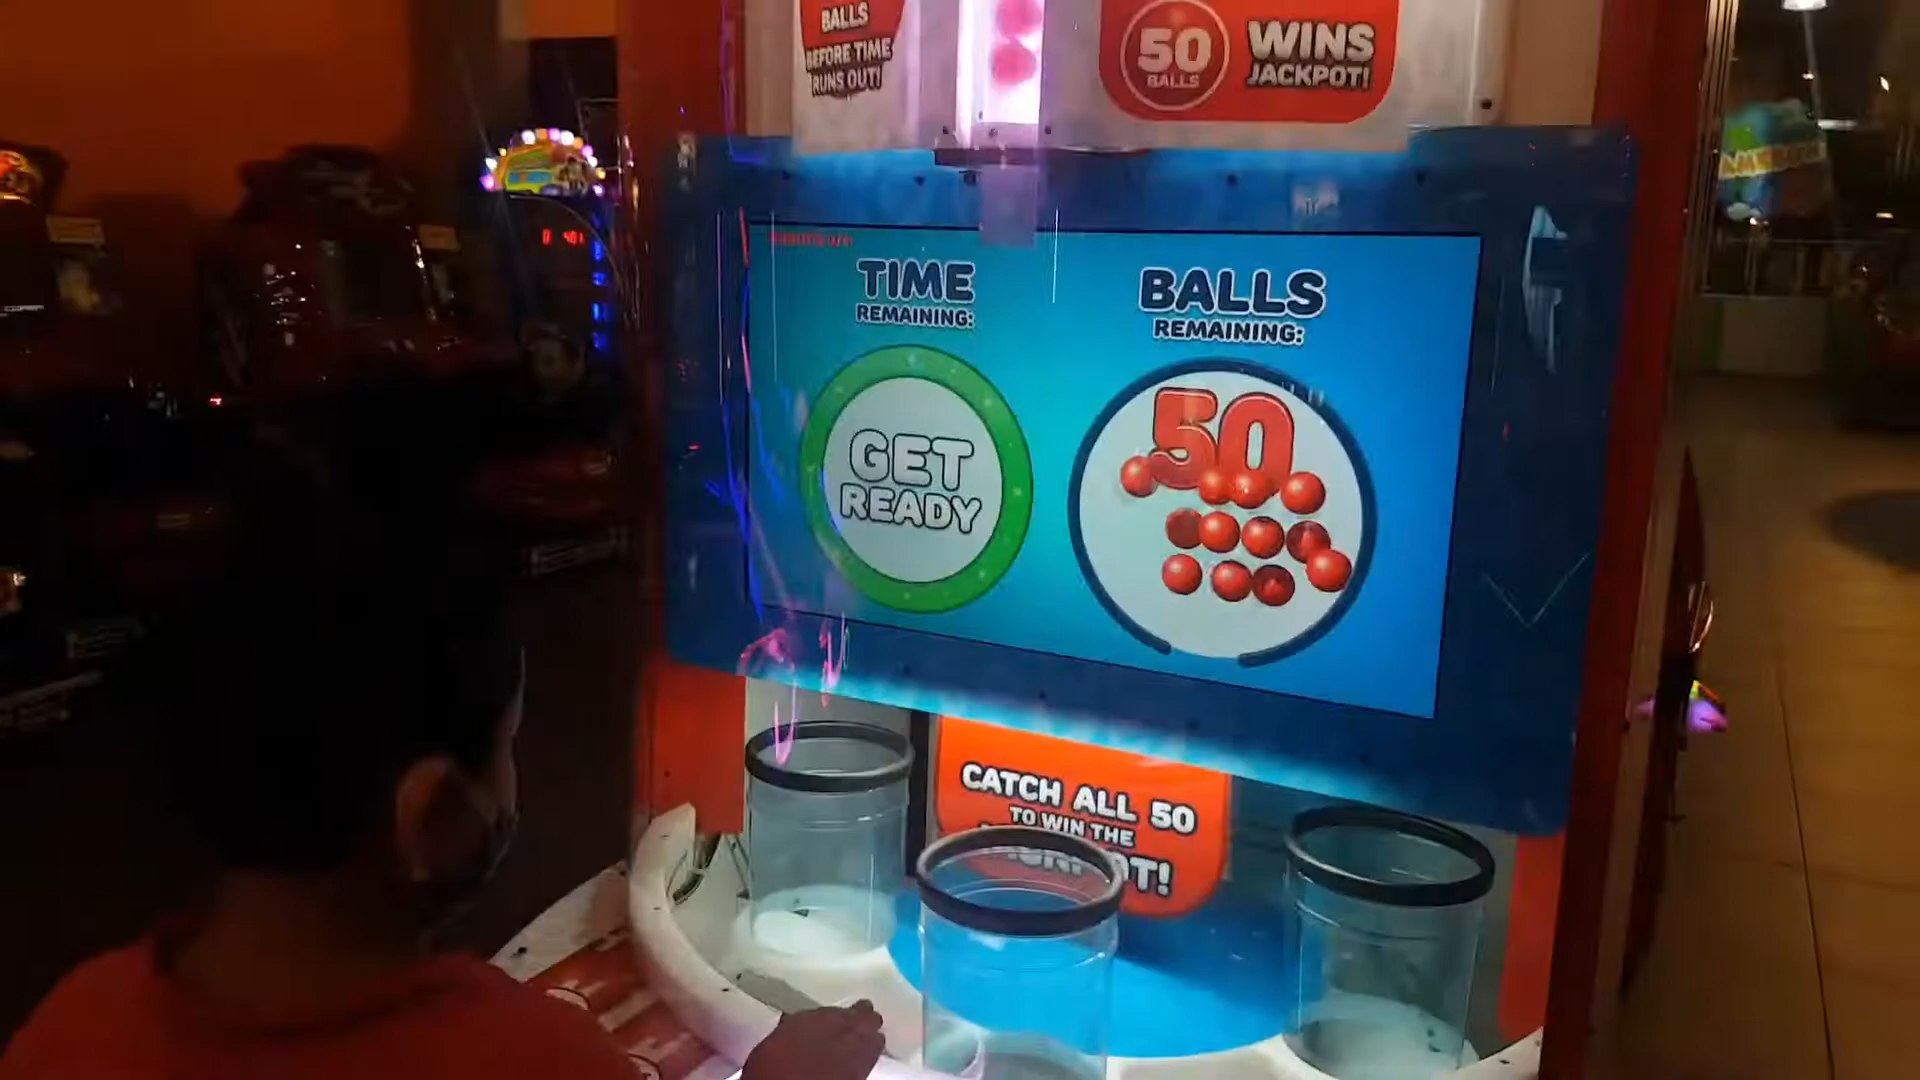 BALLS
BEFORE TIME
RUNS OUT!
50
BALLS
WINS
JACKPOT!
TIME
REMAINING:
BALLS
REMAINING:
GET
READY
50
CATCH ALL 50
TO WIN THE